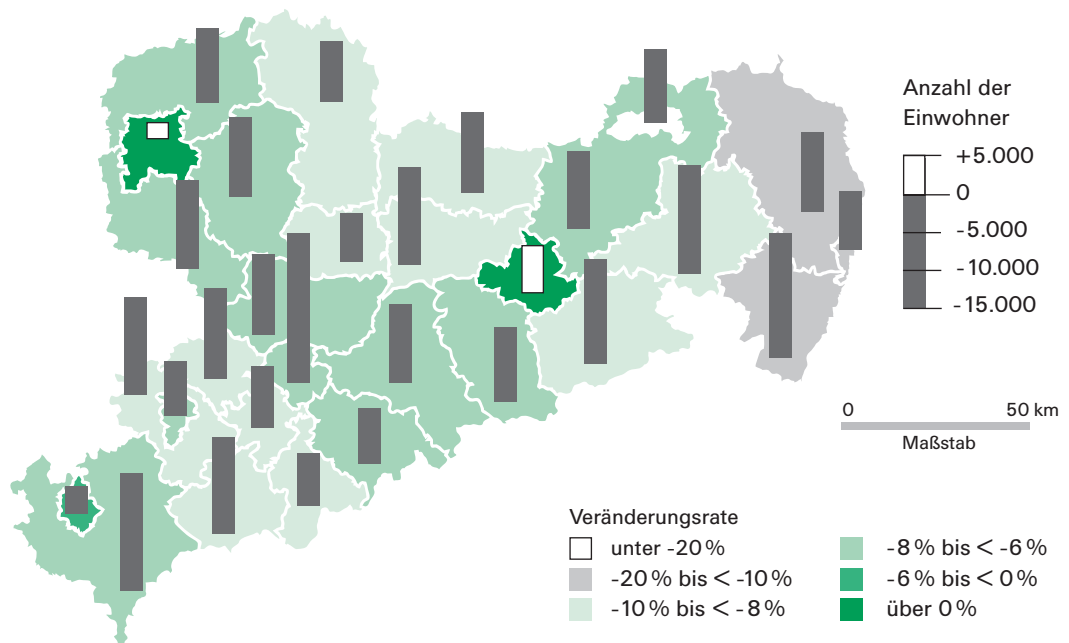 Anzahl der
Einwohner
+5.000
0
-5.000
-10.000
-15.000
0 50 km
Maßstab
Veränderungsrate
unter -20 %
-20 % bis < -10 %
-10 % bis < -8 %
-8 % bis < -6 %
-6 % bis < 0 %
über 0 %